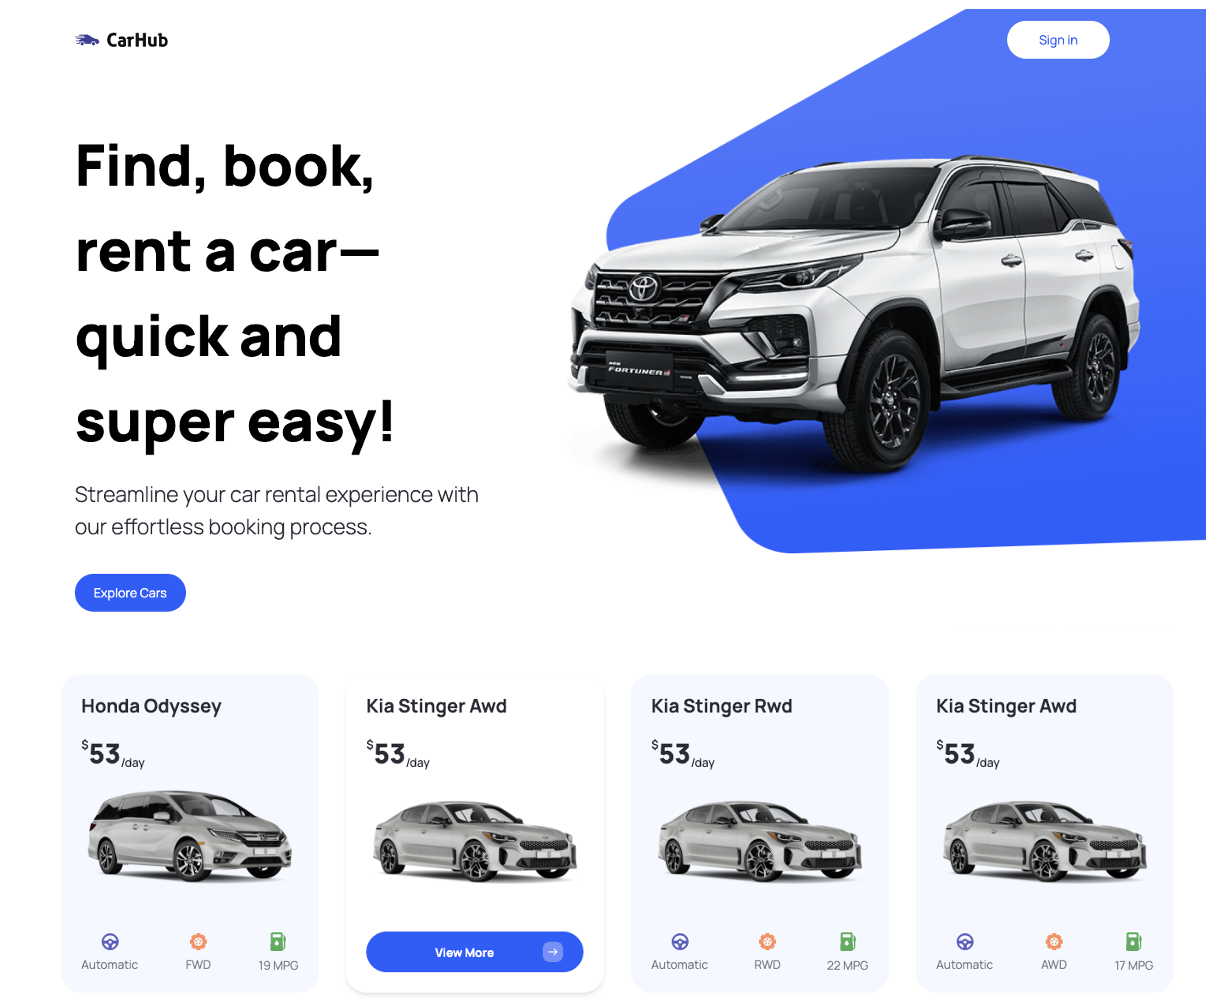 CarHub
Sign in
Find, book,
rent a car—
quick and
super easy!
Streamline your car rental experience with
our effortless booking process.
Explore Cars
NEW
FORTUNER
Honda Odyssey
$53/day
Automatic
FWD
19 MPG
Kia Stinger Awd
$53/day
View More
Kia Stinger Rwd
$53/day
Automatic
RWD
22 MPG
Kia Stinger Awd
$53/day
Automatic
AWD
17 MPG